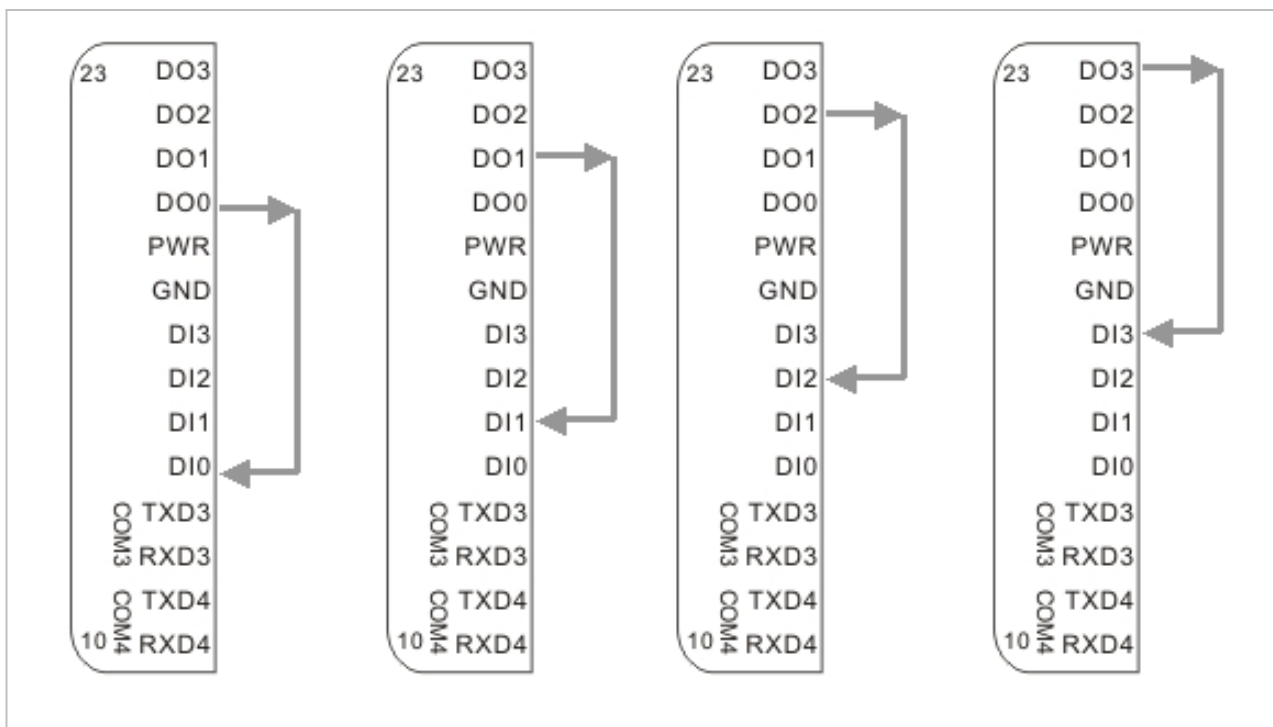 23 DO3
DO2
DO1
DO0
PWR
GND
DI3
DI2
DI1
DI0
COM3 TXD3
RXD3
COM4 TXD4
10 RXD4
23 DO3
DO2
DO1
DO0
PWR
GND
DI3
DI2
DI1
DI0
COM3 TXD3
RXD3
COM4 TXD4
10 RXD4
23 DO3
DO2
DO1
DO0
PWR
GND
DI3
DI2
DI1
DI0
COM3 TXD3
RXD3
COM4 TXD4
10 RXD4
23 DO3
DO2
DO1
DO0
PWR
GND
DI3
DI2
DI1
DI0
COM3 TXD3
RXD3
COM4 TXD4
10 RXD4